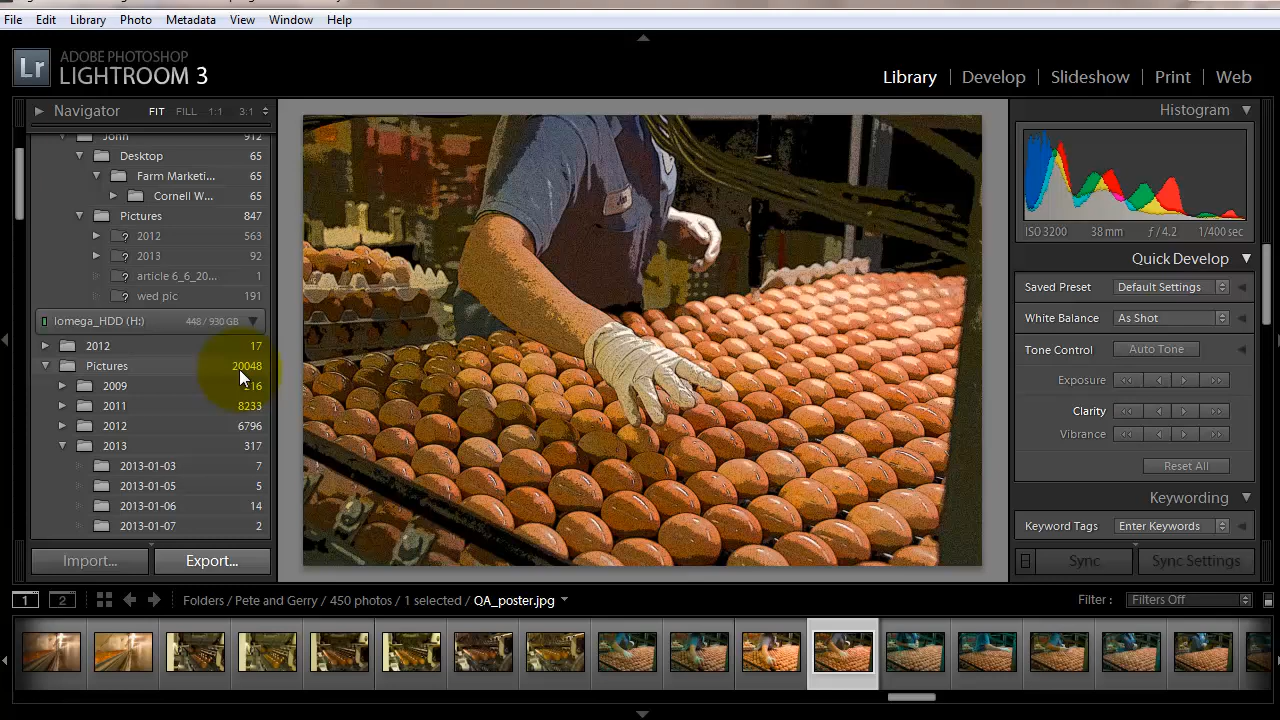 File Edit Library Photo Metadata View Window Help
ADOBE PHOTOSHOP
LIGHTROOM 3
Library | Develop | Slideshow | Print | Web
Navigator FIT FILL 1:1 3:1
John 912
Desktop 65
Farm Marketi... 65
Cornell W... 65
Pictures 847
2012 563
2013 92
article 6_6_20... 1
wed pic 191
Iomega_HDD (H:) 448 / 930 GB
2012 17
Pictures 20048
2009 216
2011 8233
2012 6796
2013 317
2013-01-03 7
2013-01-05 5
2013-01-06 14
2013-01-07 2
Import... Export...
Histogram
ISO 3200 38 mm ƒ / 4.2 1/400 sec
Quick Develop
Saved Preset Default Settings
White Balance As Shot
Tone Control Auto Tone
Exposure
Clarity
Vibrance
Reset All
Keywording
Keyword Tags Enter Keywords
Sync Sync Settings
1 2 Folders / Pete and Gerry / 450 photos / 1 selected / QA_poster.jpg Filter : Filters Off